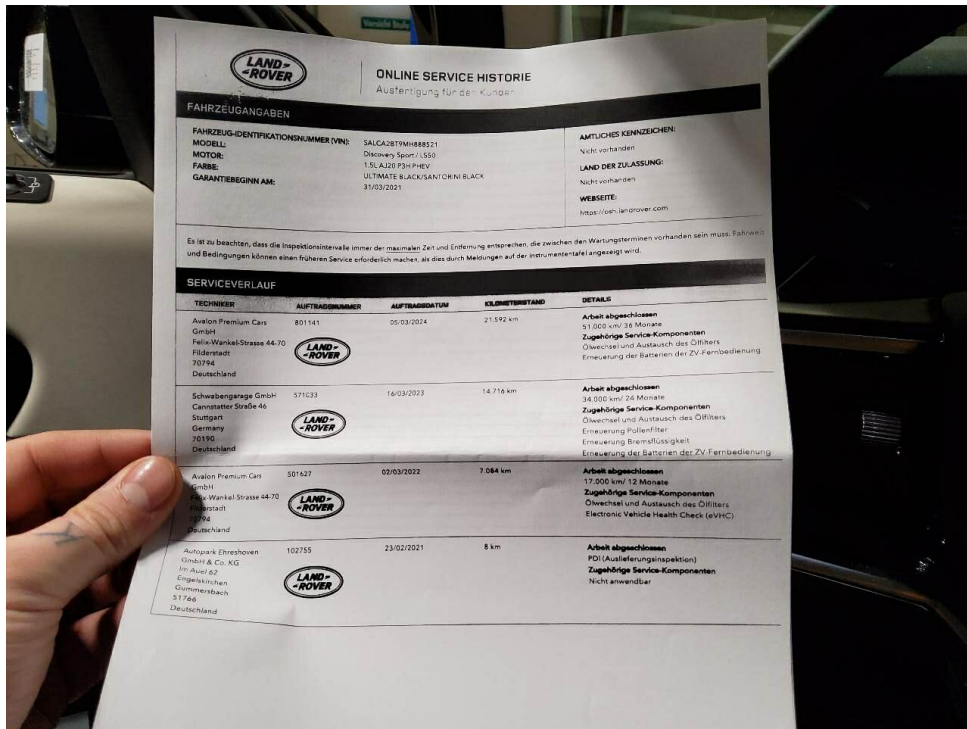 Vorsicht Stufe
LAND-
-ROVER
ONLINE SERVICE HISTORIE
Ausfertigung für den Kunden
FAHRZEUGANGABEN
FAHRZEUG-IDENTIFIKATIONSNUMMER (VIN): SALCA2BT9MH888521
MODELL: Discovery Sport / L550
MOTOR: 1.5L AJ20 P3H PHEV
FARBE: ULTIMATE BLACK/SANTORINI BLACK
GARANTIEBEGINN AM: 31/03/2021
AMTLICHES KENNZEICHEN:
Nicht vorhanden
LAND DER ZULASSUNG:
Nicht vorhanden
WEBSEITE:
https://osh.landrover.com
Es ist zu beachten, dass die Inspektionsintervalle immer der maximalen Zeit und Entfernung entsprechen, die zwischen den Wartungsterminen vorhanden sein muss. Fahrweis
und Bedingungen können einen früheren Service erforderlich machen, als dies durch Meldungen auf der Instrumententafel angezeigt wird.
SERVICEVERLAUF
TECHNIKER AUFTRAGSNUMMER AUFTRAGSDATUM KILOMETERSTAND DETAILS
Avalon Premium Cars
GmbH
Felix-Wankel-Strasse 44-70
Filderstadt
70794
Deutschland
801141
LAND-
-ROVER
05/03/2024
21.592 km
Arbeit abgeschlossen
51.000 km/ 36 Monate
Zugehörige Service-Komponenten
Ölwechsel und Austausch des Ölfilters
Erneuerung der Batterien der ZV-Fernbedienung
Schwabengarage GmbH
Cannstatter Straße 46
Stuttgart
Germany
70190
Deutschland
571033
LAND-
-ROVER
16/03/2023
14.716 km
Arbeit abgeschlossen
34.000 km/ 24 Monate
Zugehörige Service-Komponenten
Ölwechsel und Austausch des Ölfilters
Erneuerung Pollenfilter
Erneuerung Bremsflüssigkeit
Erneuerung der Batterien der ZV-Fernbedienung
Avalon Premium Cars
GmbH
Felix-Wankel-Strasse 44-70
Filderstadt
70794
Deutschland
501627
LAND-
-ROVER
02/03/2022
7.084 km
Arbeit abgeschlossen
17.000 km/ 12 Monate
Zugehörige Service-Komponenten
Ölwechsel und Austausch des Ölfilters
Electronic Vehicle Health Check (eVHC)
Autopark Ehreshoven
GmbH & Co. KG
Im Auel 62
Engelskirchen
Gummersbach
51766
Deutschland
102755
LAND-
-ROVER
23/02/2021
8 km
Arbeit abgeschlossen
PDI (Auslieferungsinspektion)
Zugehörige Service-Komponenten
Nicht anwendbar